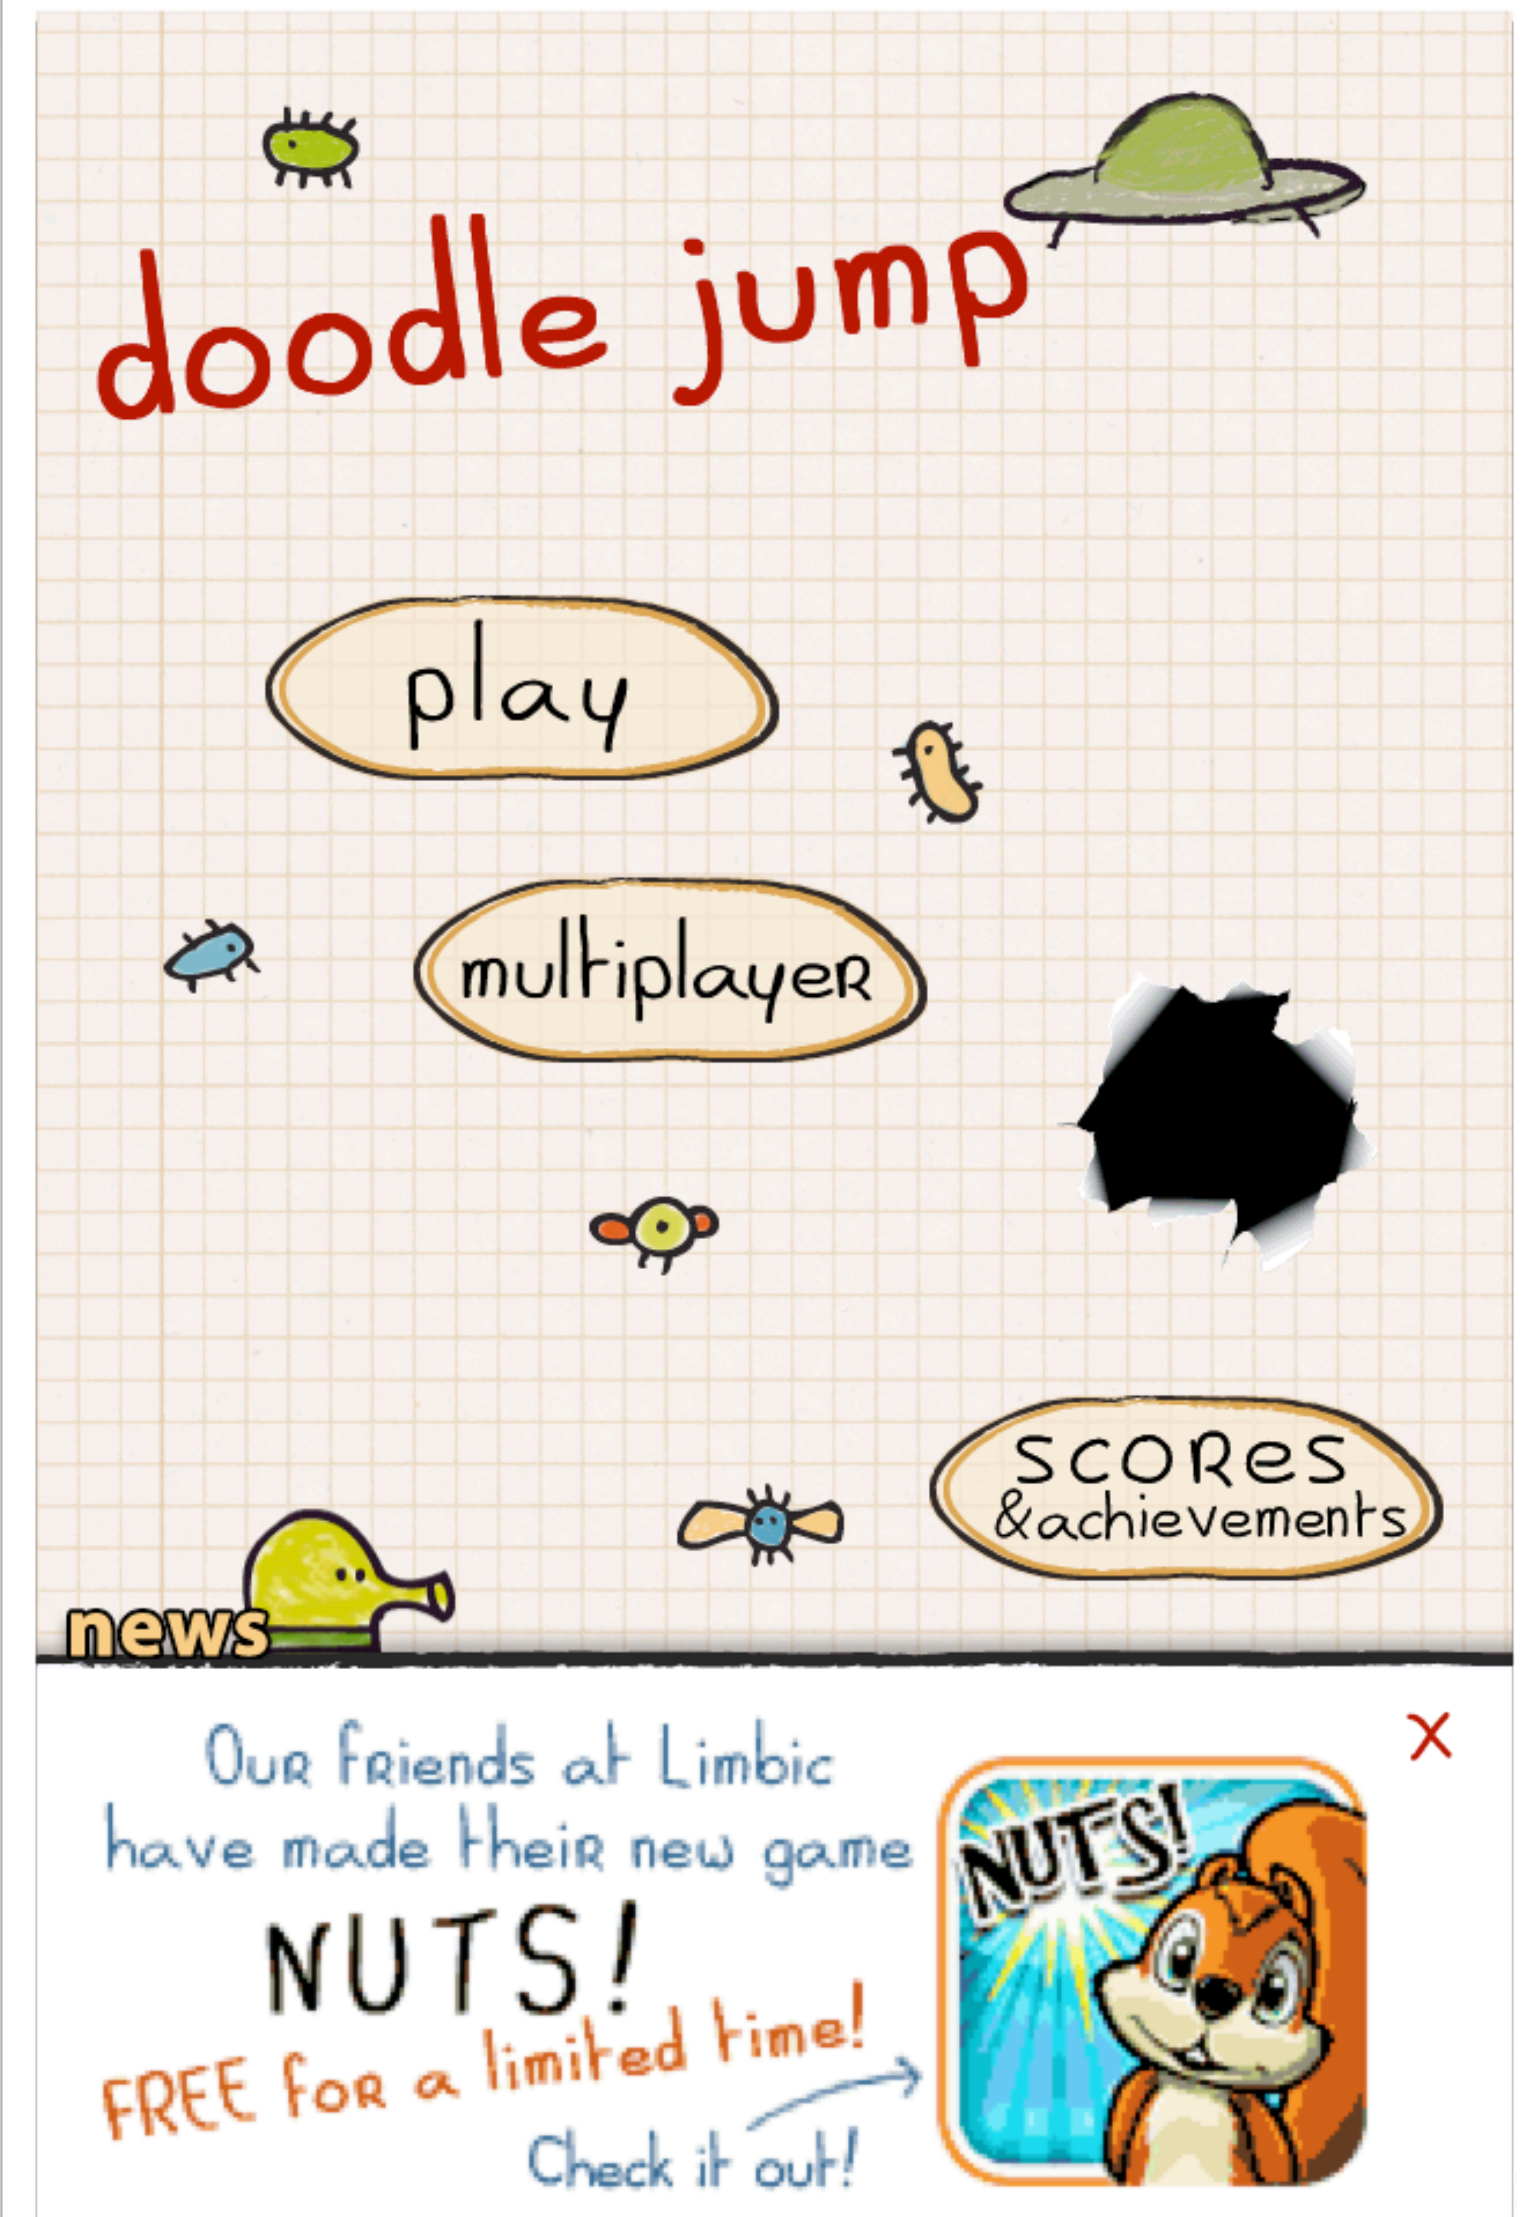 doodle jump
play
multiplayer
scores
&achievements
news
Our friends at Limbic
have made their new game
NUTS!
FREE for a limited time!
Check it out!
X
NUTS!